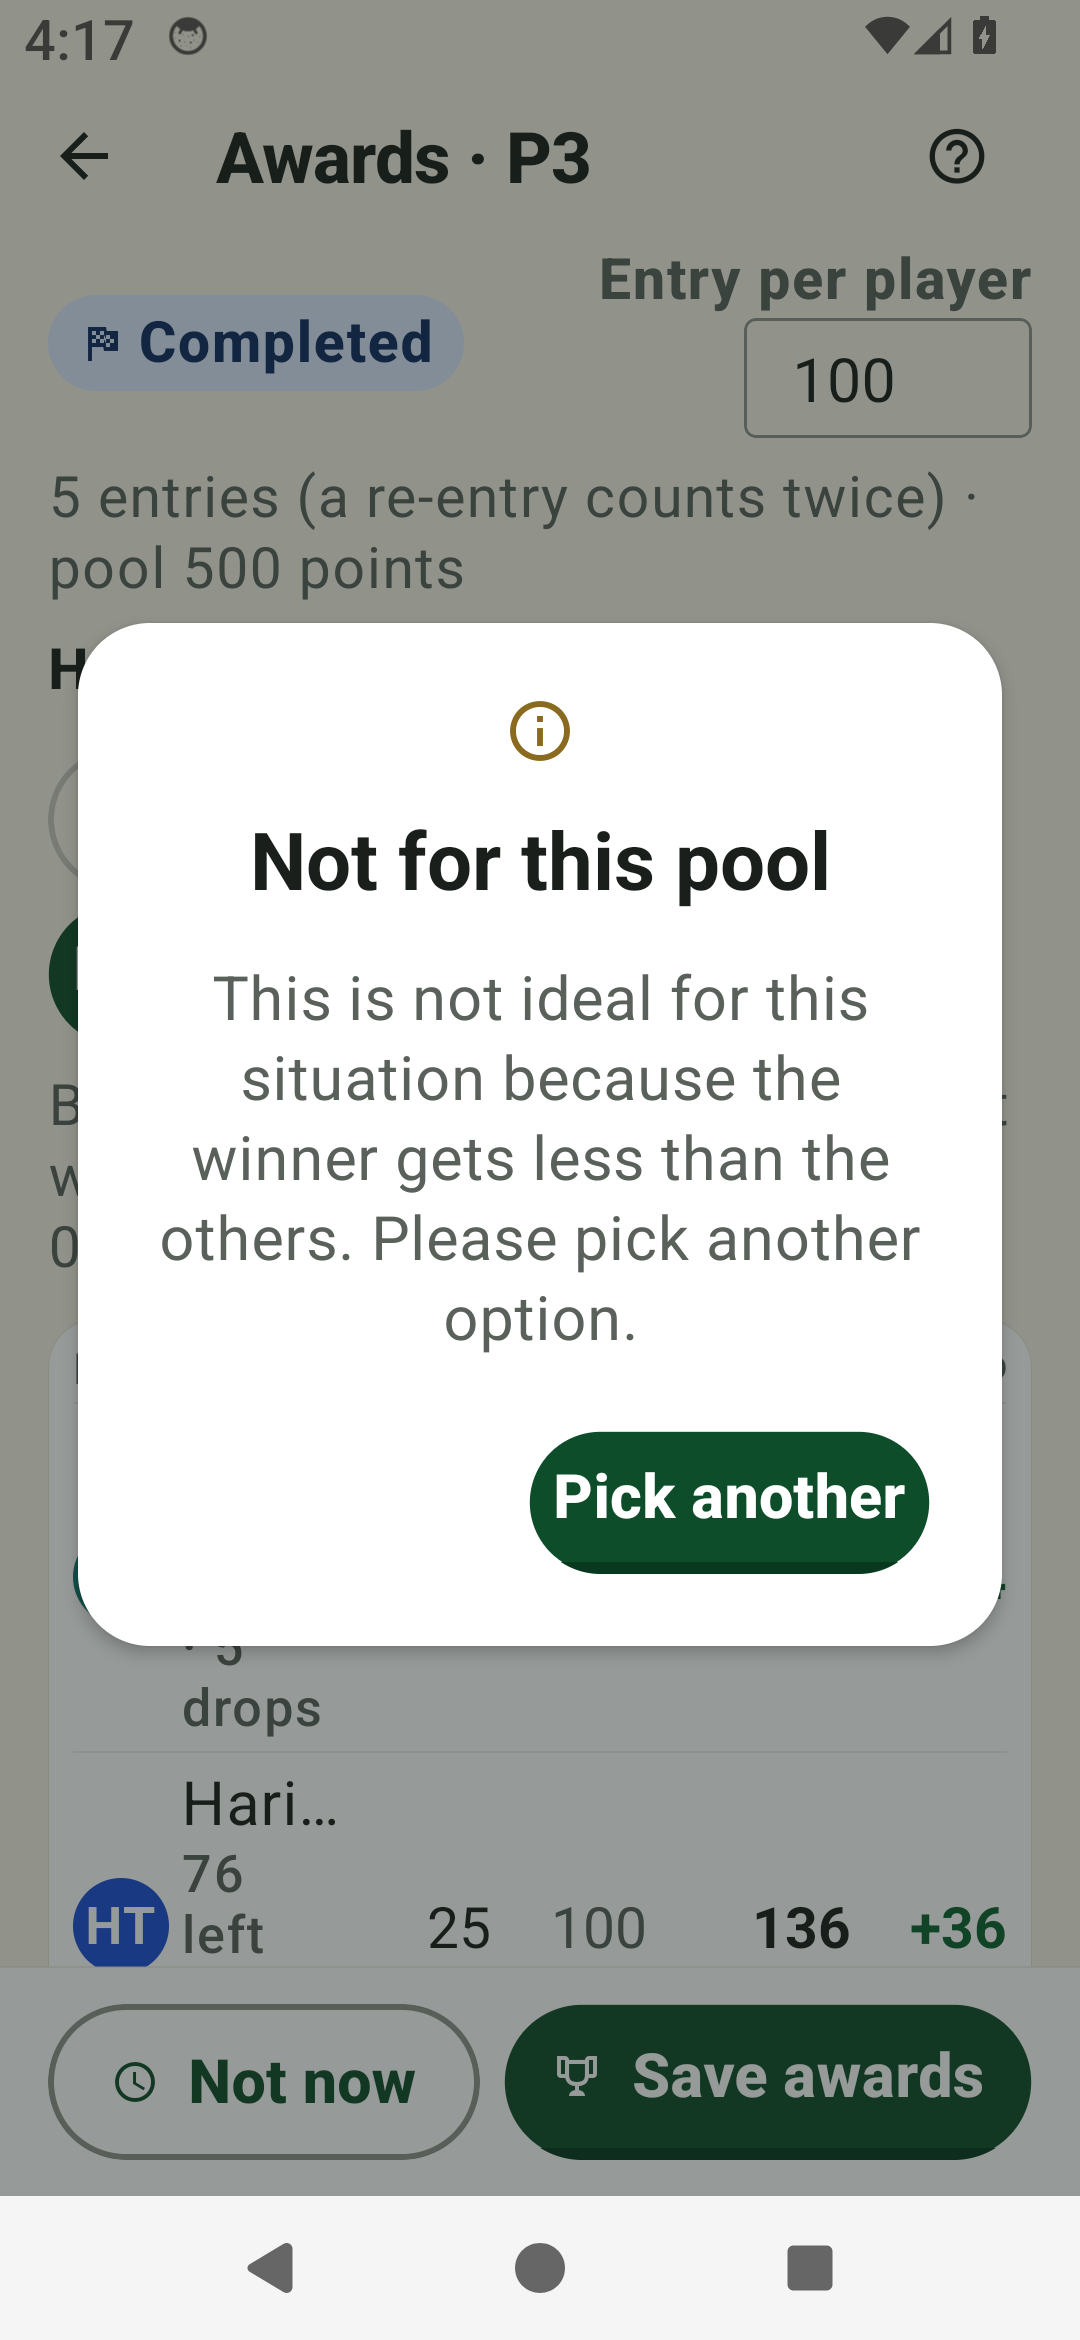 4:17
Awards · P3
Entry per player
Completed
100
5 entries (a re-entry counts twice) ·
pool 500 points
Not for this pool
This is not ideal for this
situation because the
winner gets less than the
others. Please pick another
option.
Pick another
· 5
drops
Hari…
76
left
HT
25
100
136
+36
Not now
Save awards